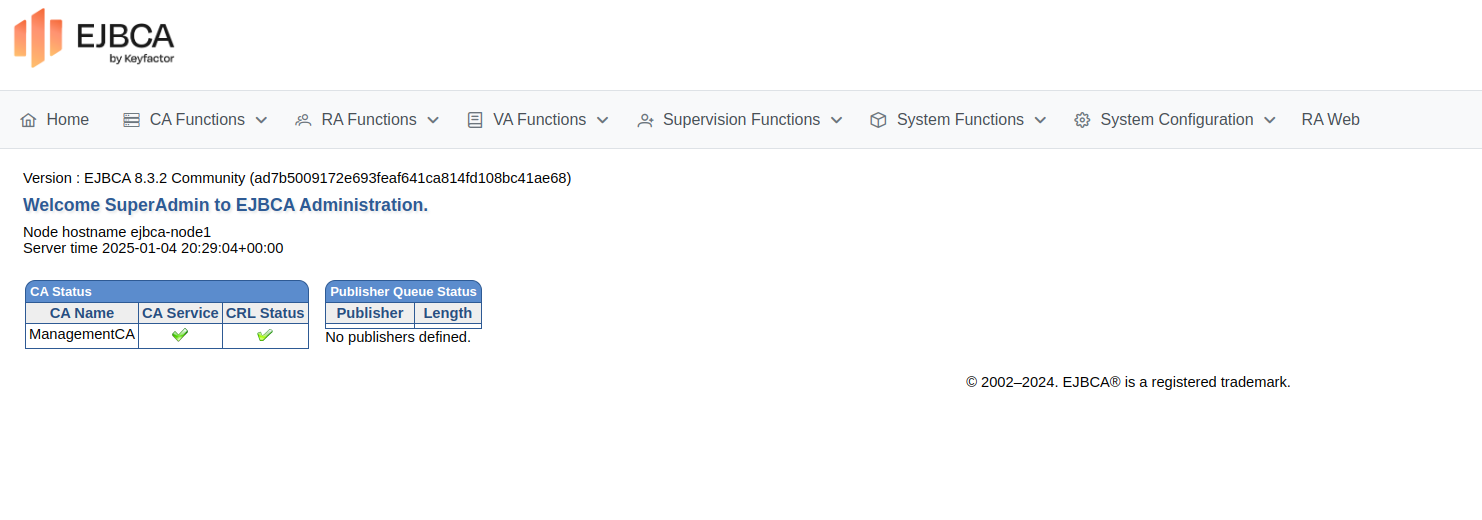 EJBCA
by Keyfactor
Home CA Functions RA Functions VA Functions Supervision Functions System Functions System Configuration RA Web
Version : EJBCA 8.3.2 Community (ad7b5009172e693feaf641ca814fd108bc41ae68)
Welcome SuperAdmin to EJBCA Administration.
Node hostname ejbca-node1
Server time 2025-01-04 20:29:04+00:00
CA Status
CA Name CA Service CRL Status
ManagementCA
Publisher Queue Status
Publisher Length
No publishers defined.
© 2002–2024. EJBCA® is a registered trademark.